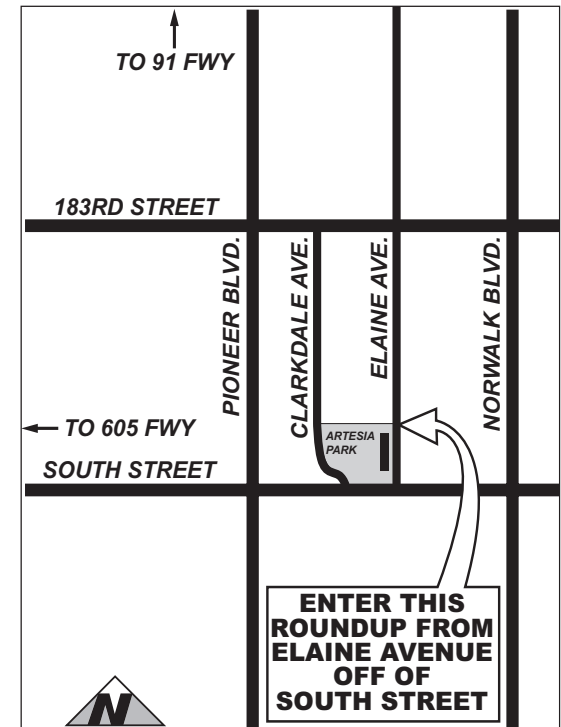 TO 91 FWY
183RD STREET
PIONEER BLVD.
CLARKDALE AVE.
ELAINE AVE.
NORWALK BLVD.
TO 605 FWY
ARTESIA
PARK
SOUTH STREET
ENTER THIS
ROUNDUP FROM
ELAINE AVENUE
OFF OF
SOUTH STREET
N